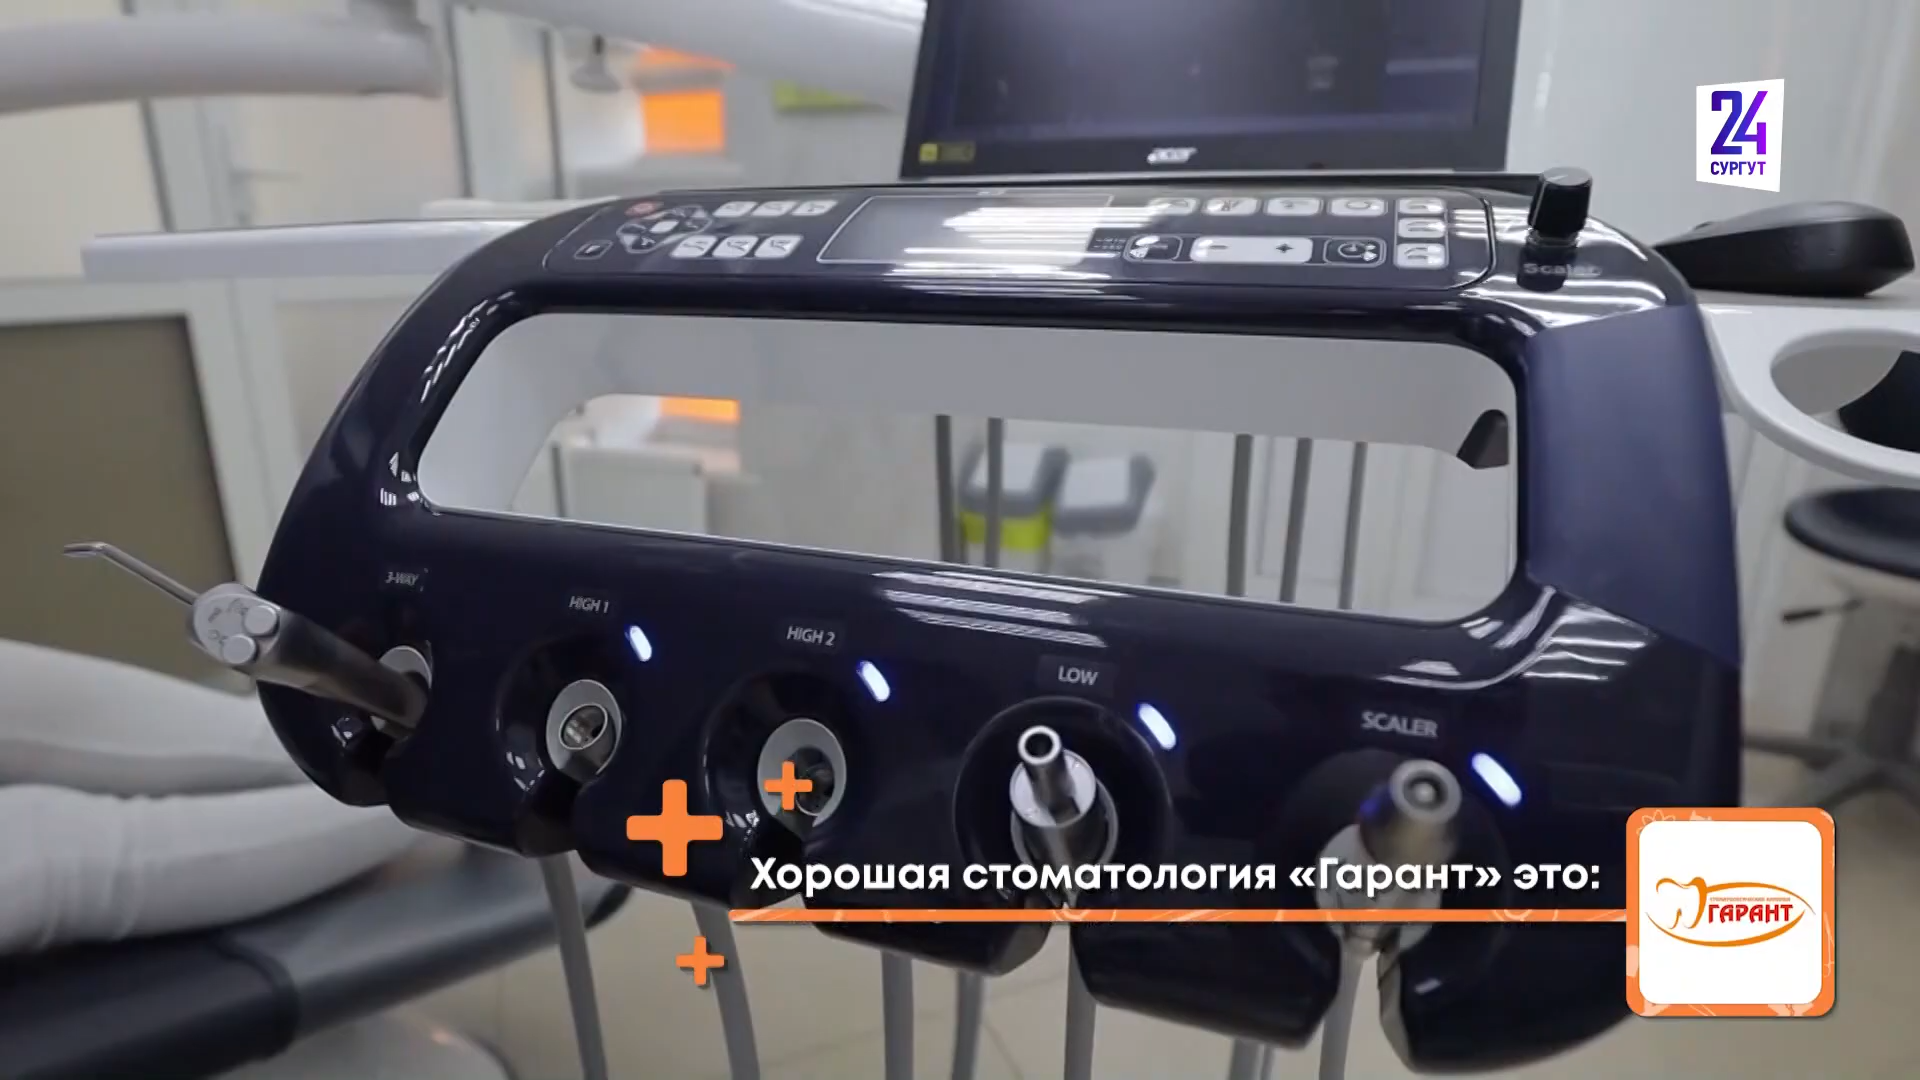 acer
24
СУРГУТ
Scaler
3-WAY
HIGH 1
HIGH 2
LOW
SCALER
Хорошая стоматология «Гарант» это:
ГАРАНТ